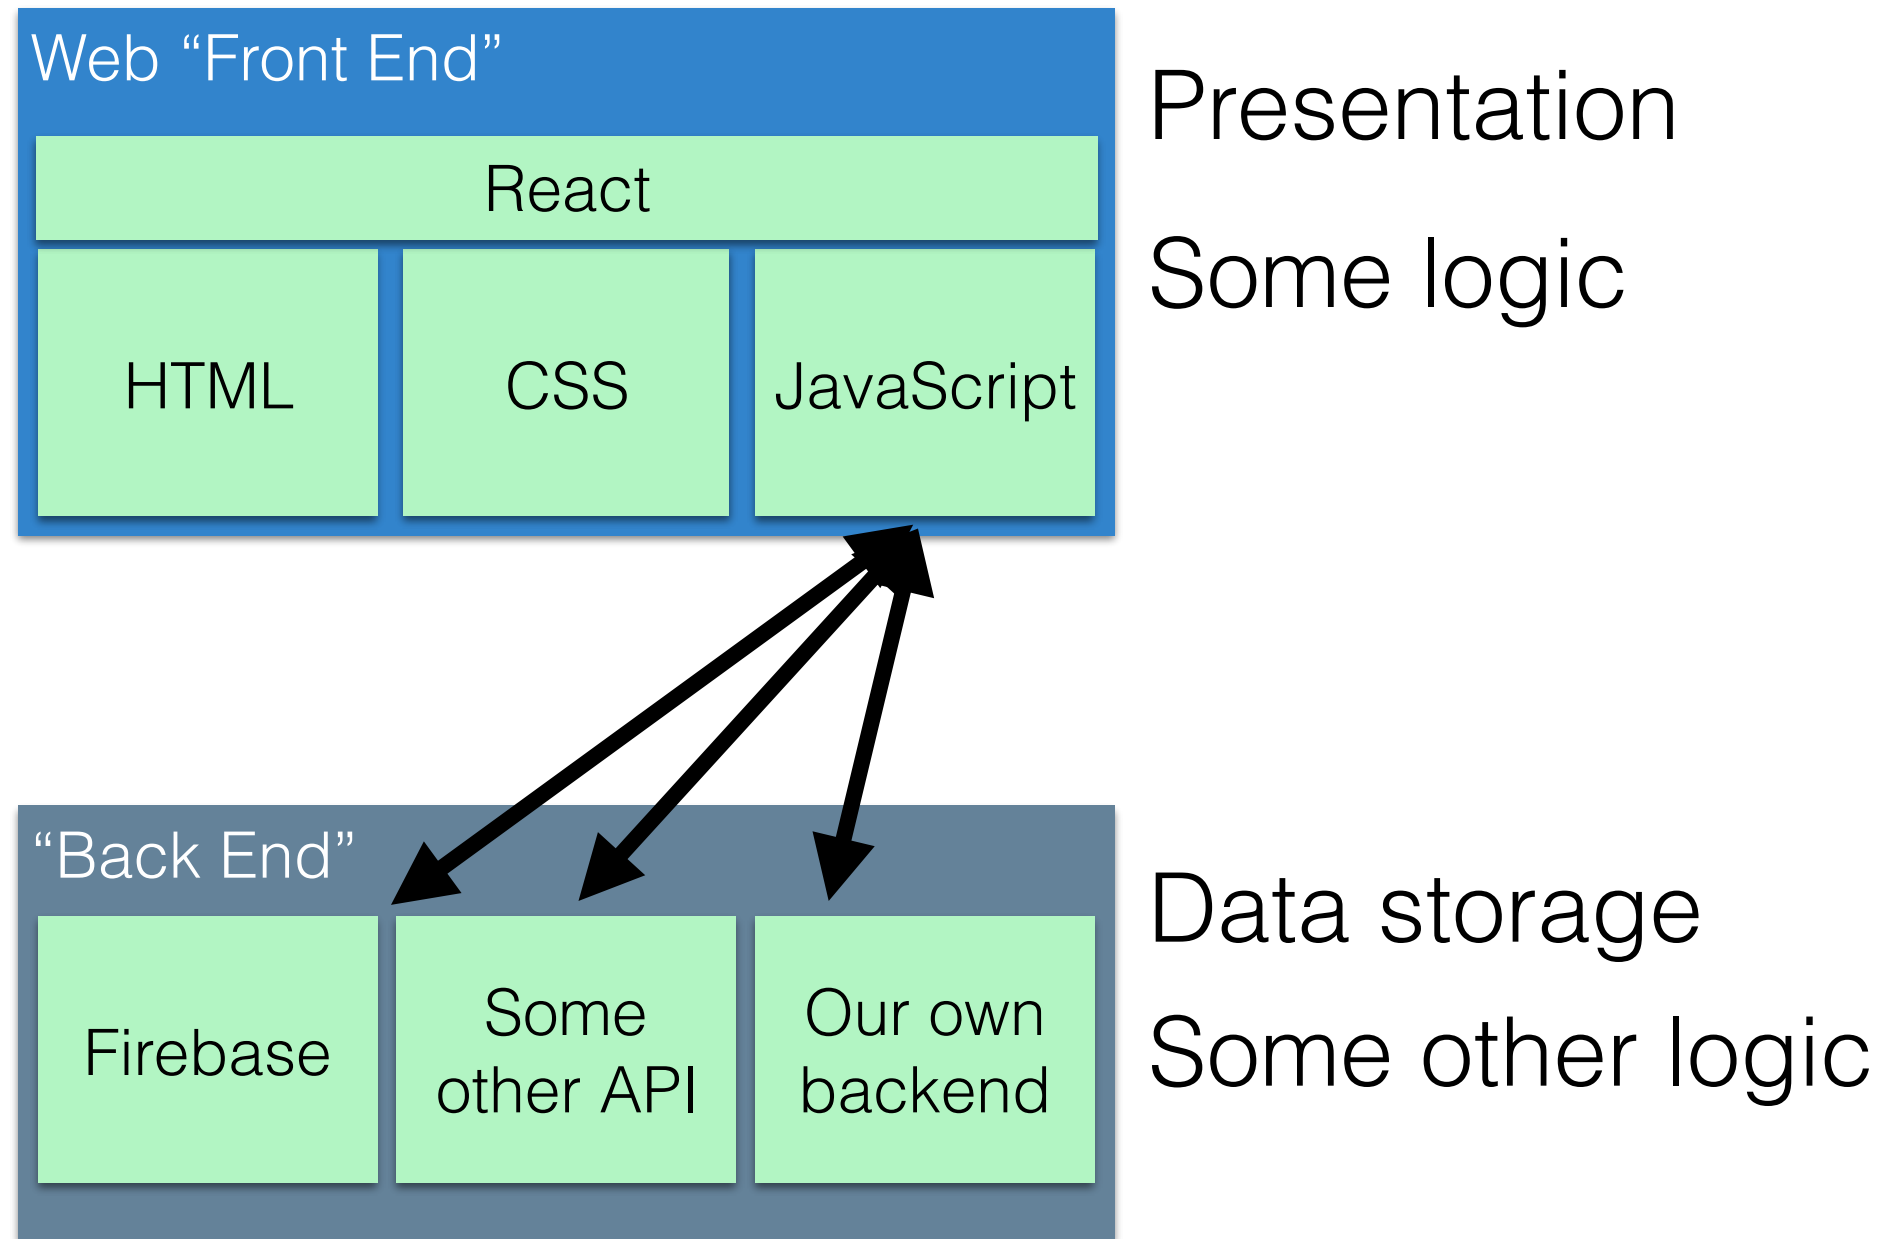 Web “Front End”
React
HTML
CSS
JavaScript
Presentation
Some logic
“Back End”
Firebase
Some
other API
Our own
backend
Data storage
Some other logic